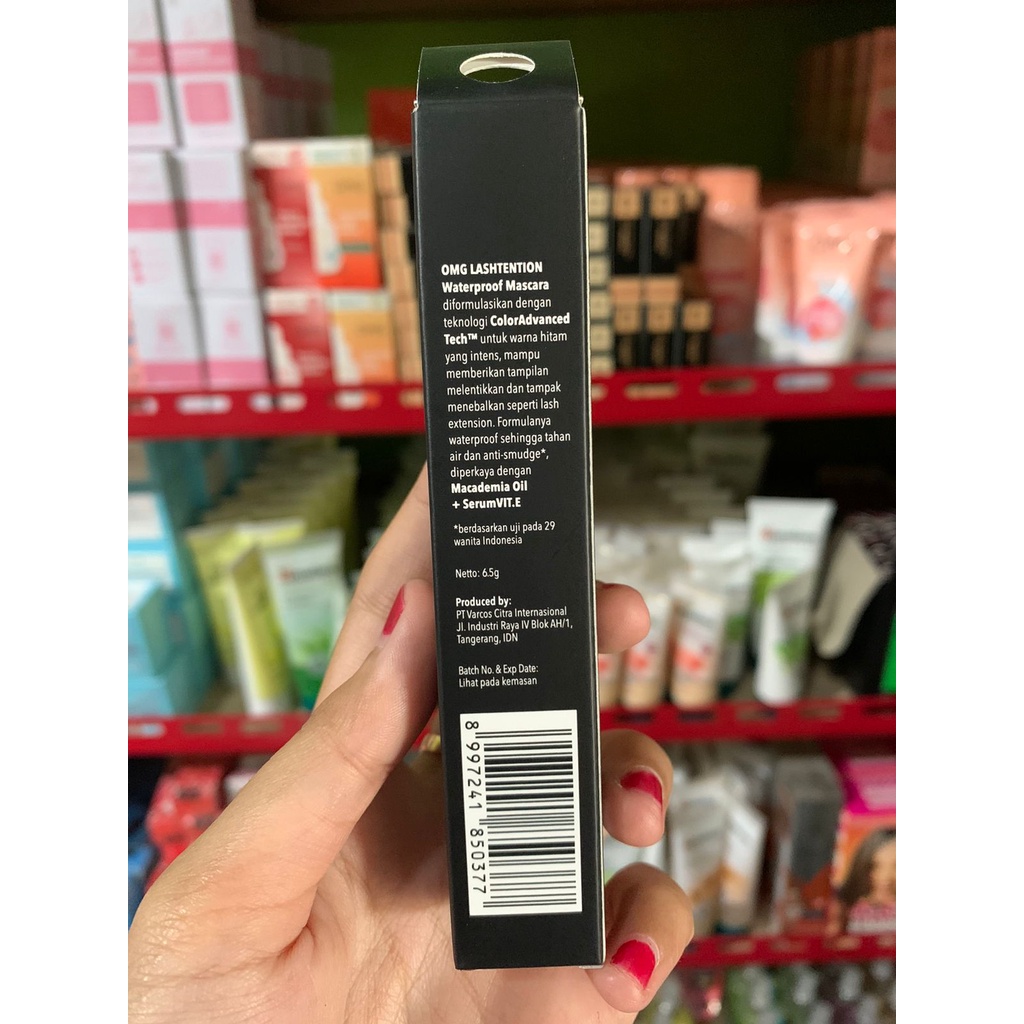 OMG LASHTENTION
Waterproof Mascara
diformulasikan dengan
teknologi ColorAdvanced
Tech™ untuk warna hitam
yang intens, mampu
memberikan tampilan
melentikkan dan tampak
menebalkan seperti lash
extension. Formulanya
waterproof sehingga tahan
air dan anti-smudge*,
diperkaya dengan
Macademia Oil
+ SerumVIT.E
*berdasarkan uji pada 29
wanita Indonesia
Netto: 6.5g
Produced by:
PT Varcos Citra Internasional
Jl. Industri Raya IV Blok AH/1,
Tangerang, IDN
Batch No. & Exp Date:
Lihat pada kemasan
8 997241 850377